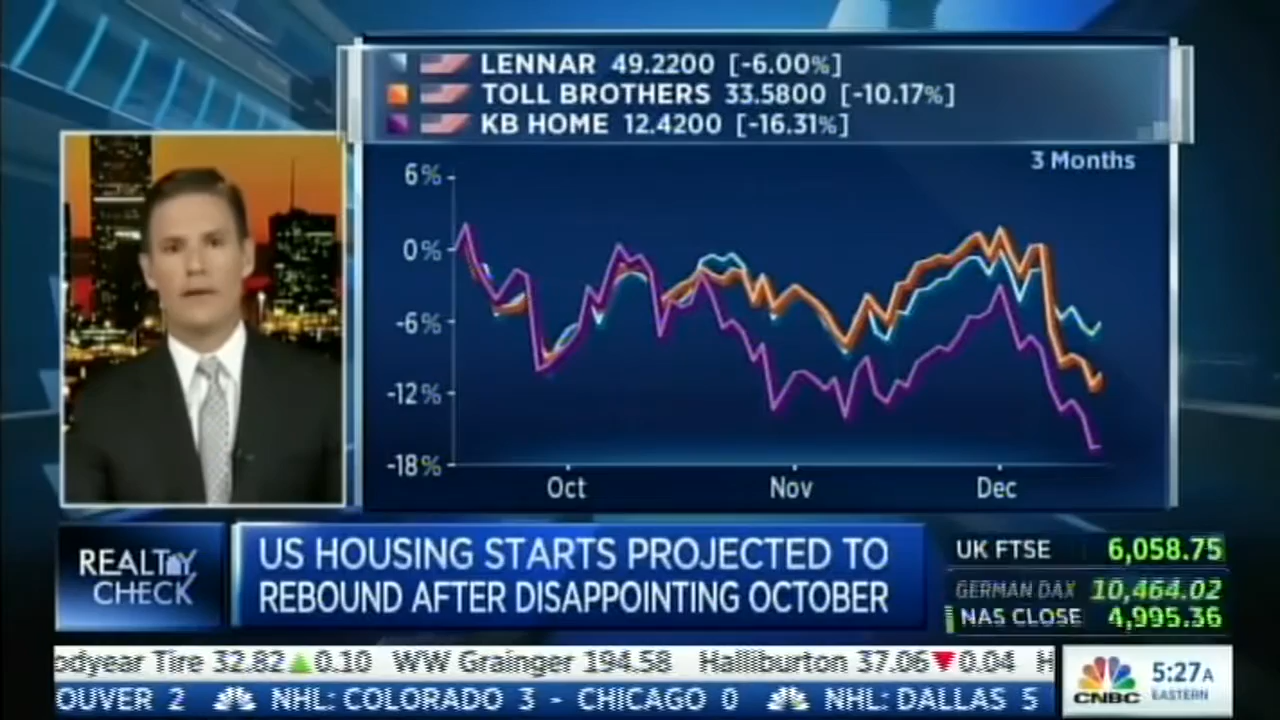 LENNAR 49.2200 [-6.00%]
TOLL BROTHERS 33.5800 [-10.17%]
KB HOME 12.4200 [-16.31%]
3 Months
6%
0%
-6%
-12%
-18%
Oct Nov Dec
REALTY
CHECK
US HOUSING STARTS PROJECTED TO
REBOUND AFTER DISAPPOINTING OCTOBER
UK FTSE 6,058.75
GERMAN DAX 10,464.02
NAS CLOSE 4,995.36
odyear Tire 32.82 0.10 WW Grainger 194.58 Halliburton 37.06 0.04 H
OUVER 2 NHL: COLORADO 3 - CHICAGO 0 NHL: DALLAS 5
CNBC
5:27A
EASTERN